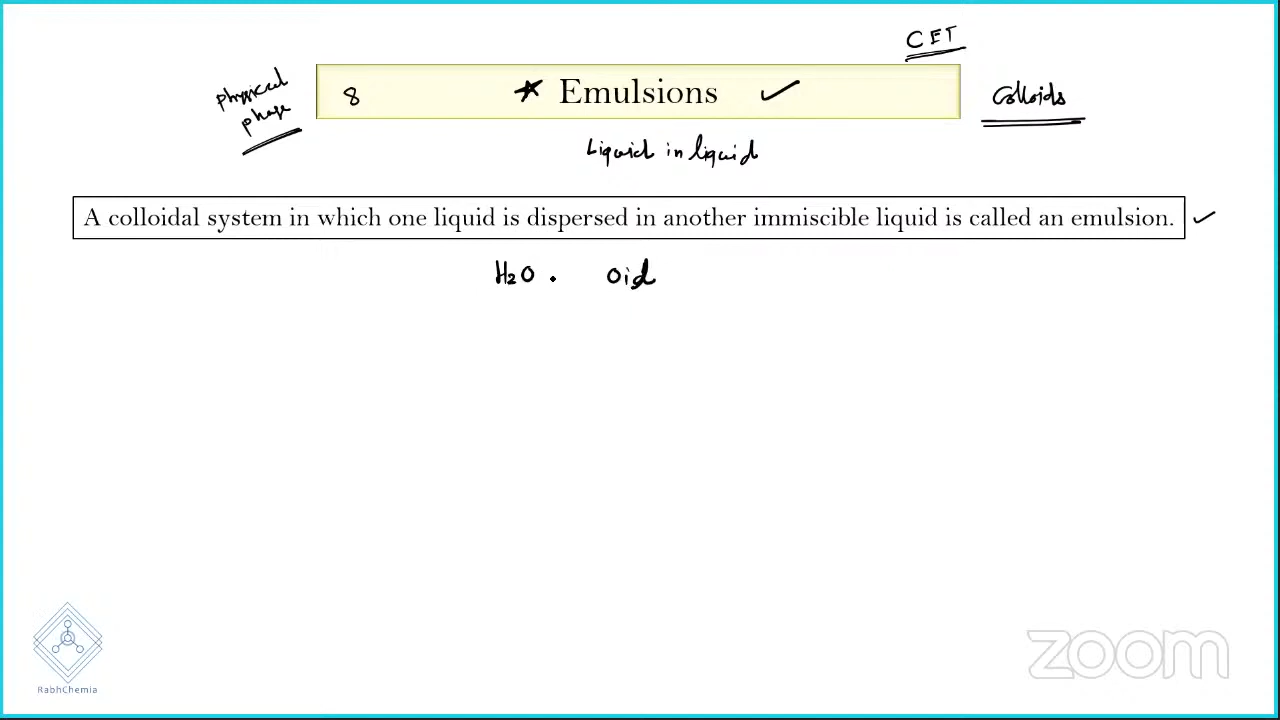 CET
physical phase
8 ★ Emulsions ✓
Colloids
Liquid in liquid
A colloidal system in which one liquid is dispersed in another immiscible liquid is called an emulsion. ✓
H₂O . Oil
RabhChemia
zoom